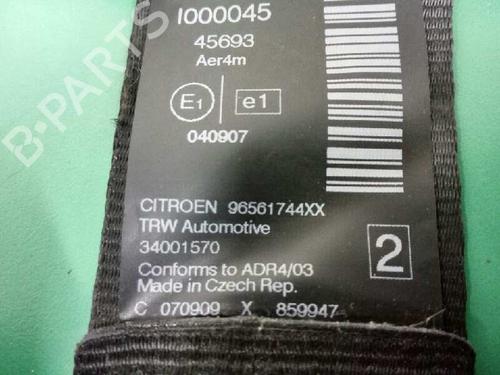 I000045
45693
Aer4m
E1 e1
040907
CITROEN 96561744XX
TRW Automotive
34001570
2
Conforms to ADR4/03
Made in Czech Rep.
C 070909 X 859947
B-PARTS